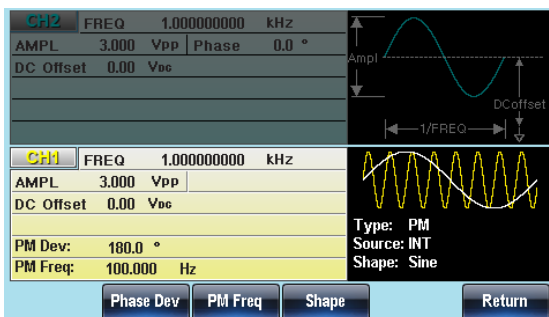 CH2 FREQ 1.000000000 kHz
AMPL 3.000 Vpp Phase 0.0 °
DC Offset 0.00 VDC
Ampl
DCoffset
1/FREQ
CH1 FREQ 1.000000000 kHz
AMPL 3.000 Vpp
DC Offset 0.00 VDC
PM Dev: 180.0 °
PM Freq: 100.000 Hz
Type: PM
Source: INT
Shape: Sine
Phase Dev PM Freq Shape Return